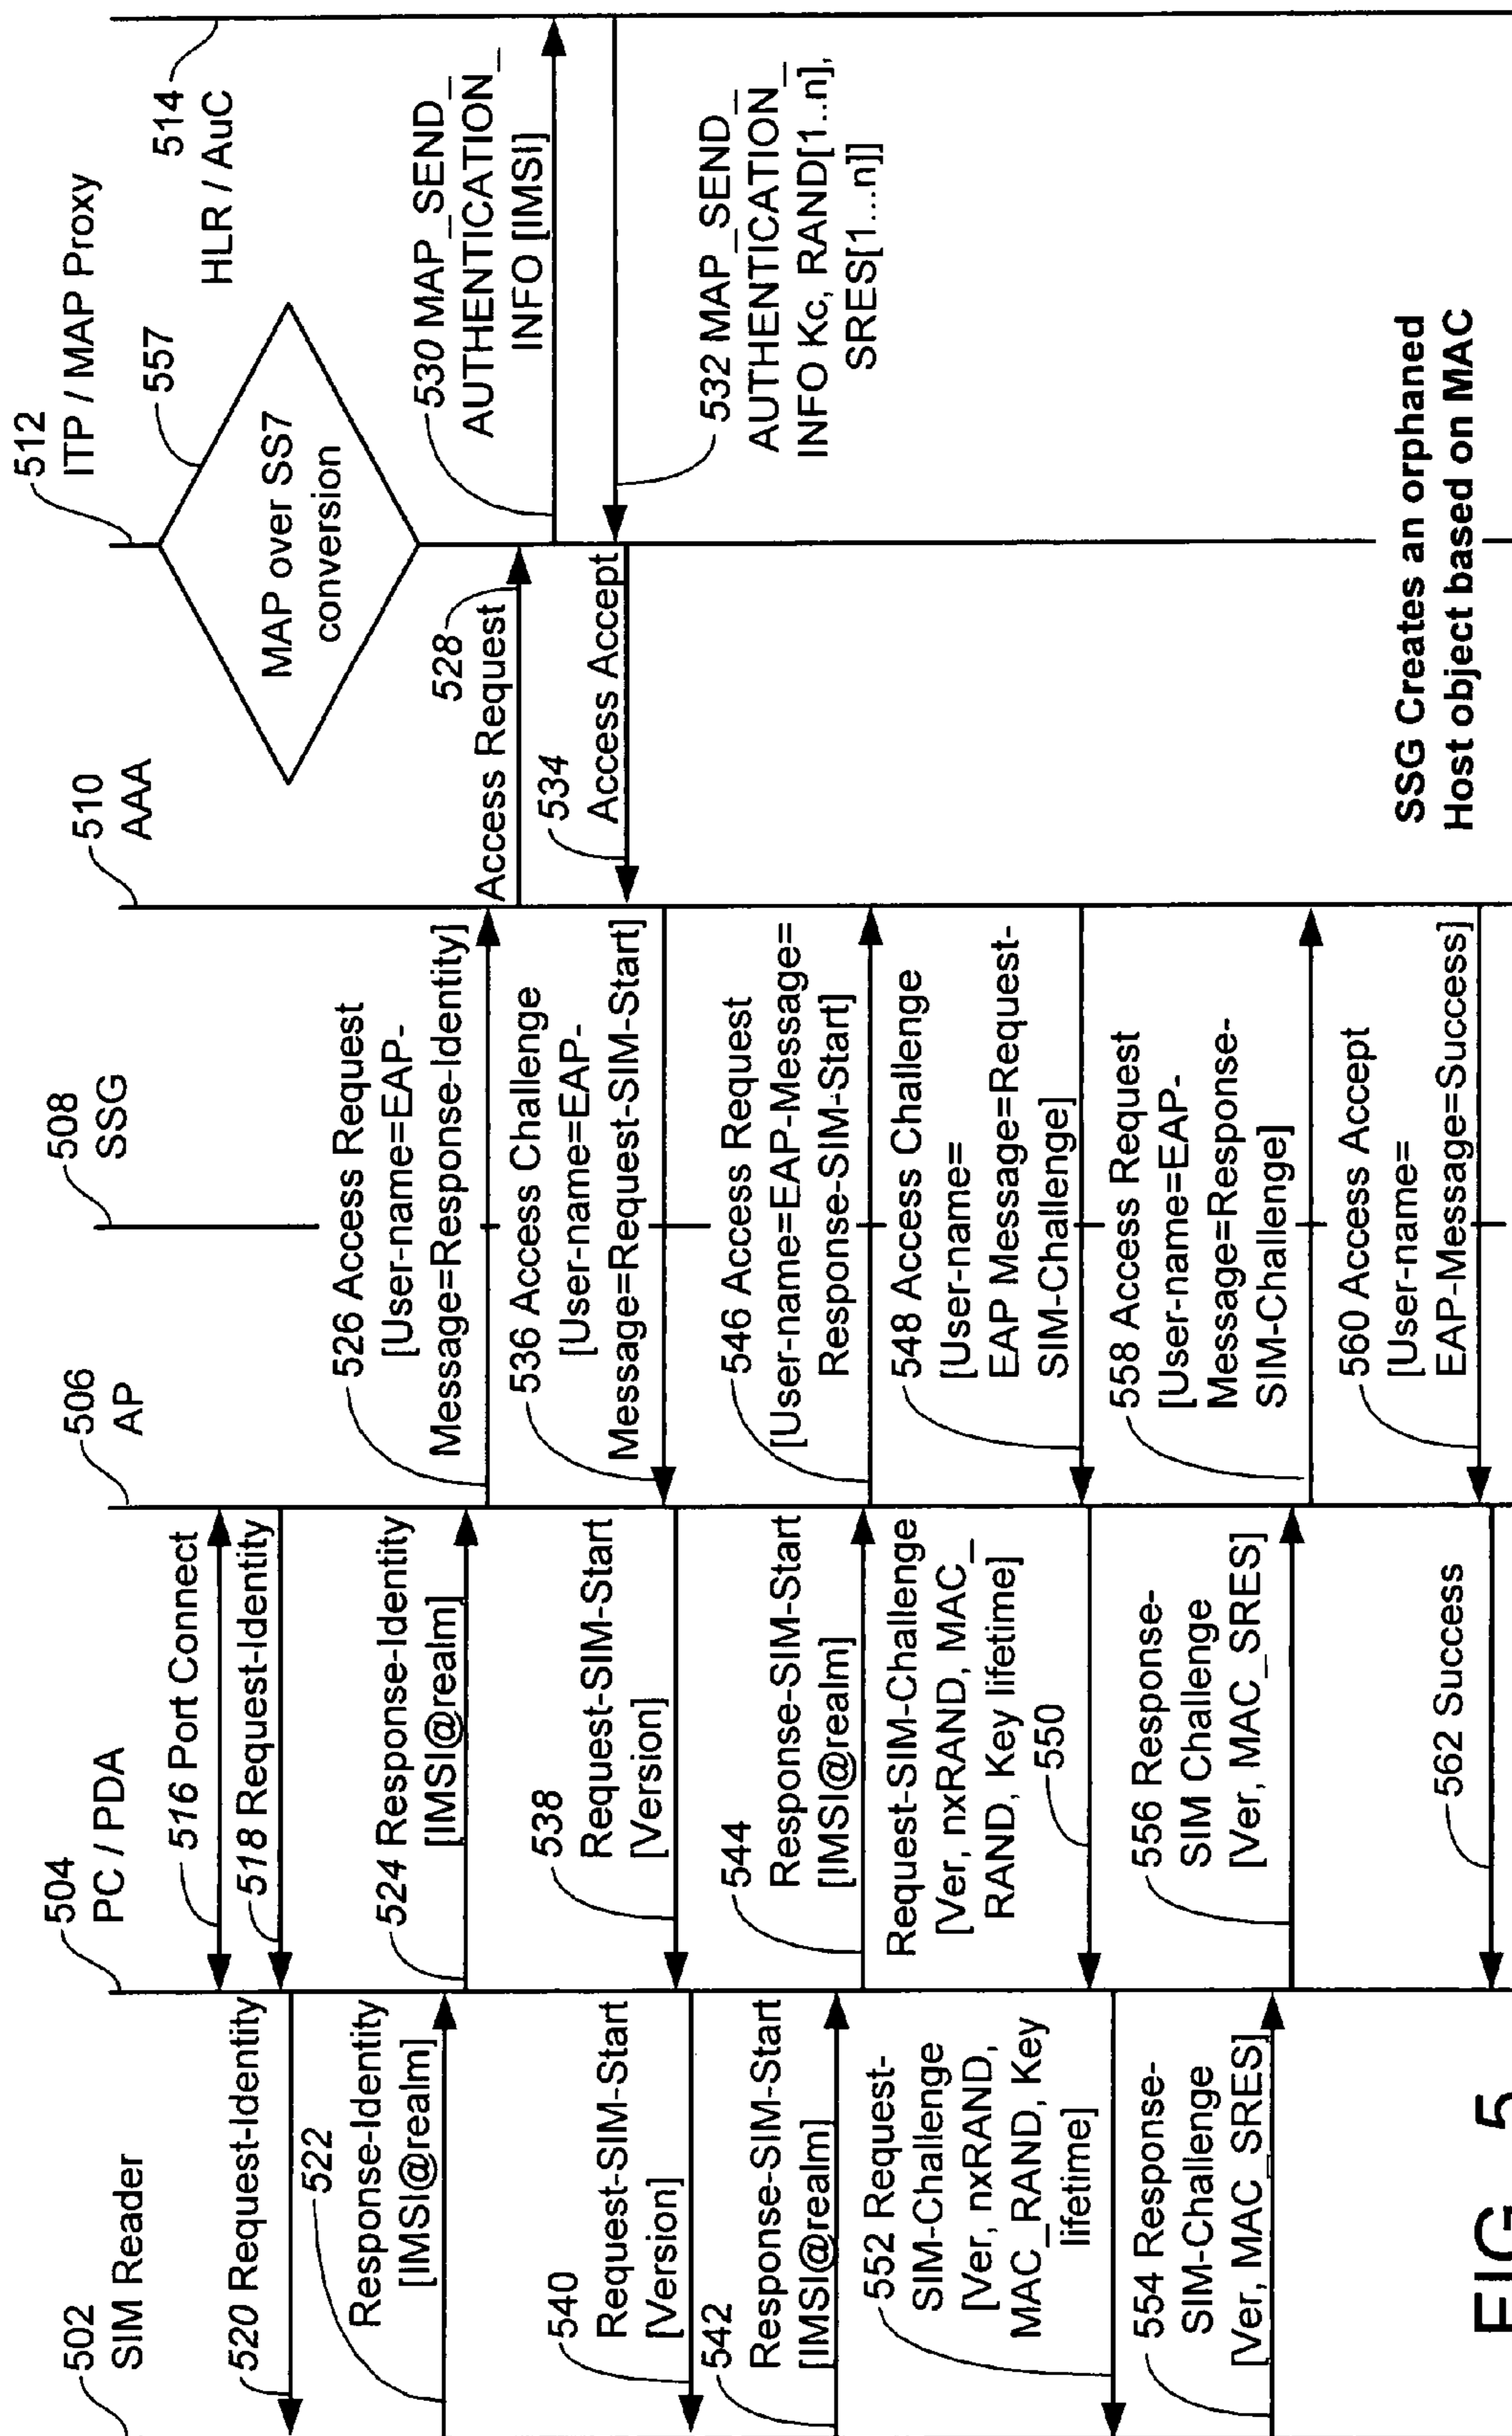 502
SIM Reader
504
PC / PDA
506
AP
508
SSG
510
AAA
512
ITP / MAP Proxy
514
HLR / AuC
557
MAP over SS7
conversion
516 Port Connect
518 Request-Identity
520 Request-Identity
522
Response-Identity
[IMSI@realm]
524 Response-Identity
[IMSI@realm]
526 Access Request
[User-name=EAP-
Message=Response-Identity]
528
Access Request
530 MAP_SEND_
AUTHENTICATION_
INFO [IMSI]
532 MAP_SEND_
AUTHENTICATION_
INFO Kc, RAND[1..n],
SRES[1...n]]
534
Access Accept
536 Access Challenge
[User-name=EAP-
Message=Request-SIM-Start]
538
Request-SIM-Start
[Version]
540
Request-SIM-Start
[Version]
542
Response-SIM-Start
[IMSI@realm]
544
Response-SIM-Start
[IMSI@realm]
546 Access Request
[User-name=EAP-Message=
Response-SIM-Start]
548 Access Challenge
[User-name=
EAP Message=Request-
SIM-Challenge]
Request-SIM-Challenge
[Ver, nxRAND, MAC_
RAND, Key lifetime]
550
552 Request-
SIM-Challenge
[Ver, nxRAND,
MAC_RAND, Key
lifetime]
554 Response-
SIM-Challenge
[Ver, MAC_SRES]
556 Response-
SIM Challenge
[Ver, MAC_SRES]
558 Access Request
[User-name=EAP-
Message=Response-
SIM-Challenge]
560 Access Accept
[User-name=
EAP-Message=Success]
562 Success
SSG Creates an orphaned
Host object based on MAC
FIG. 5